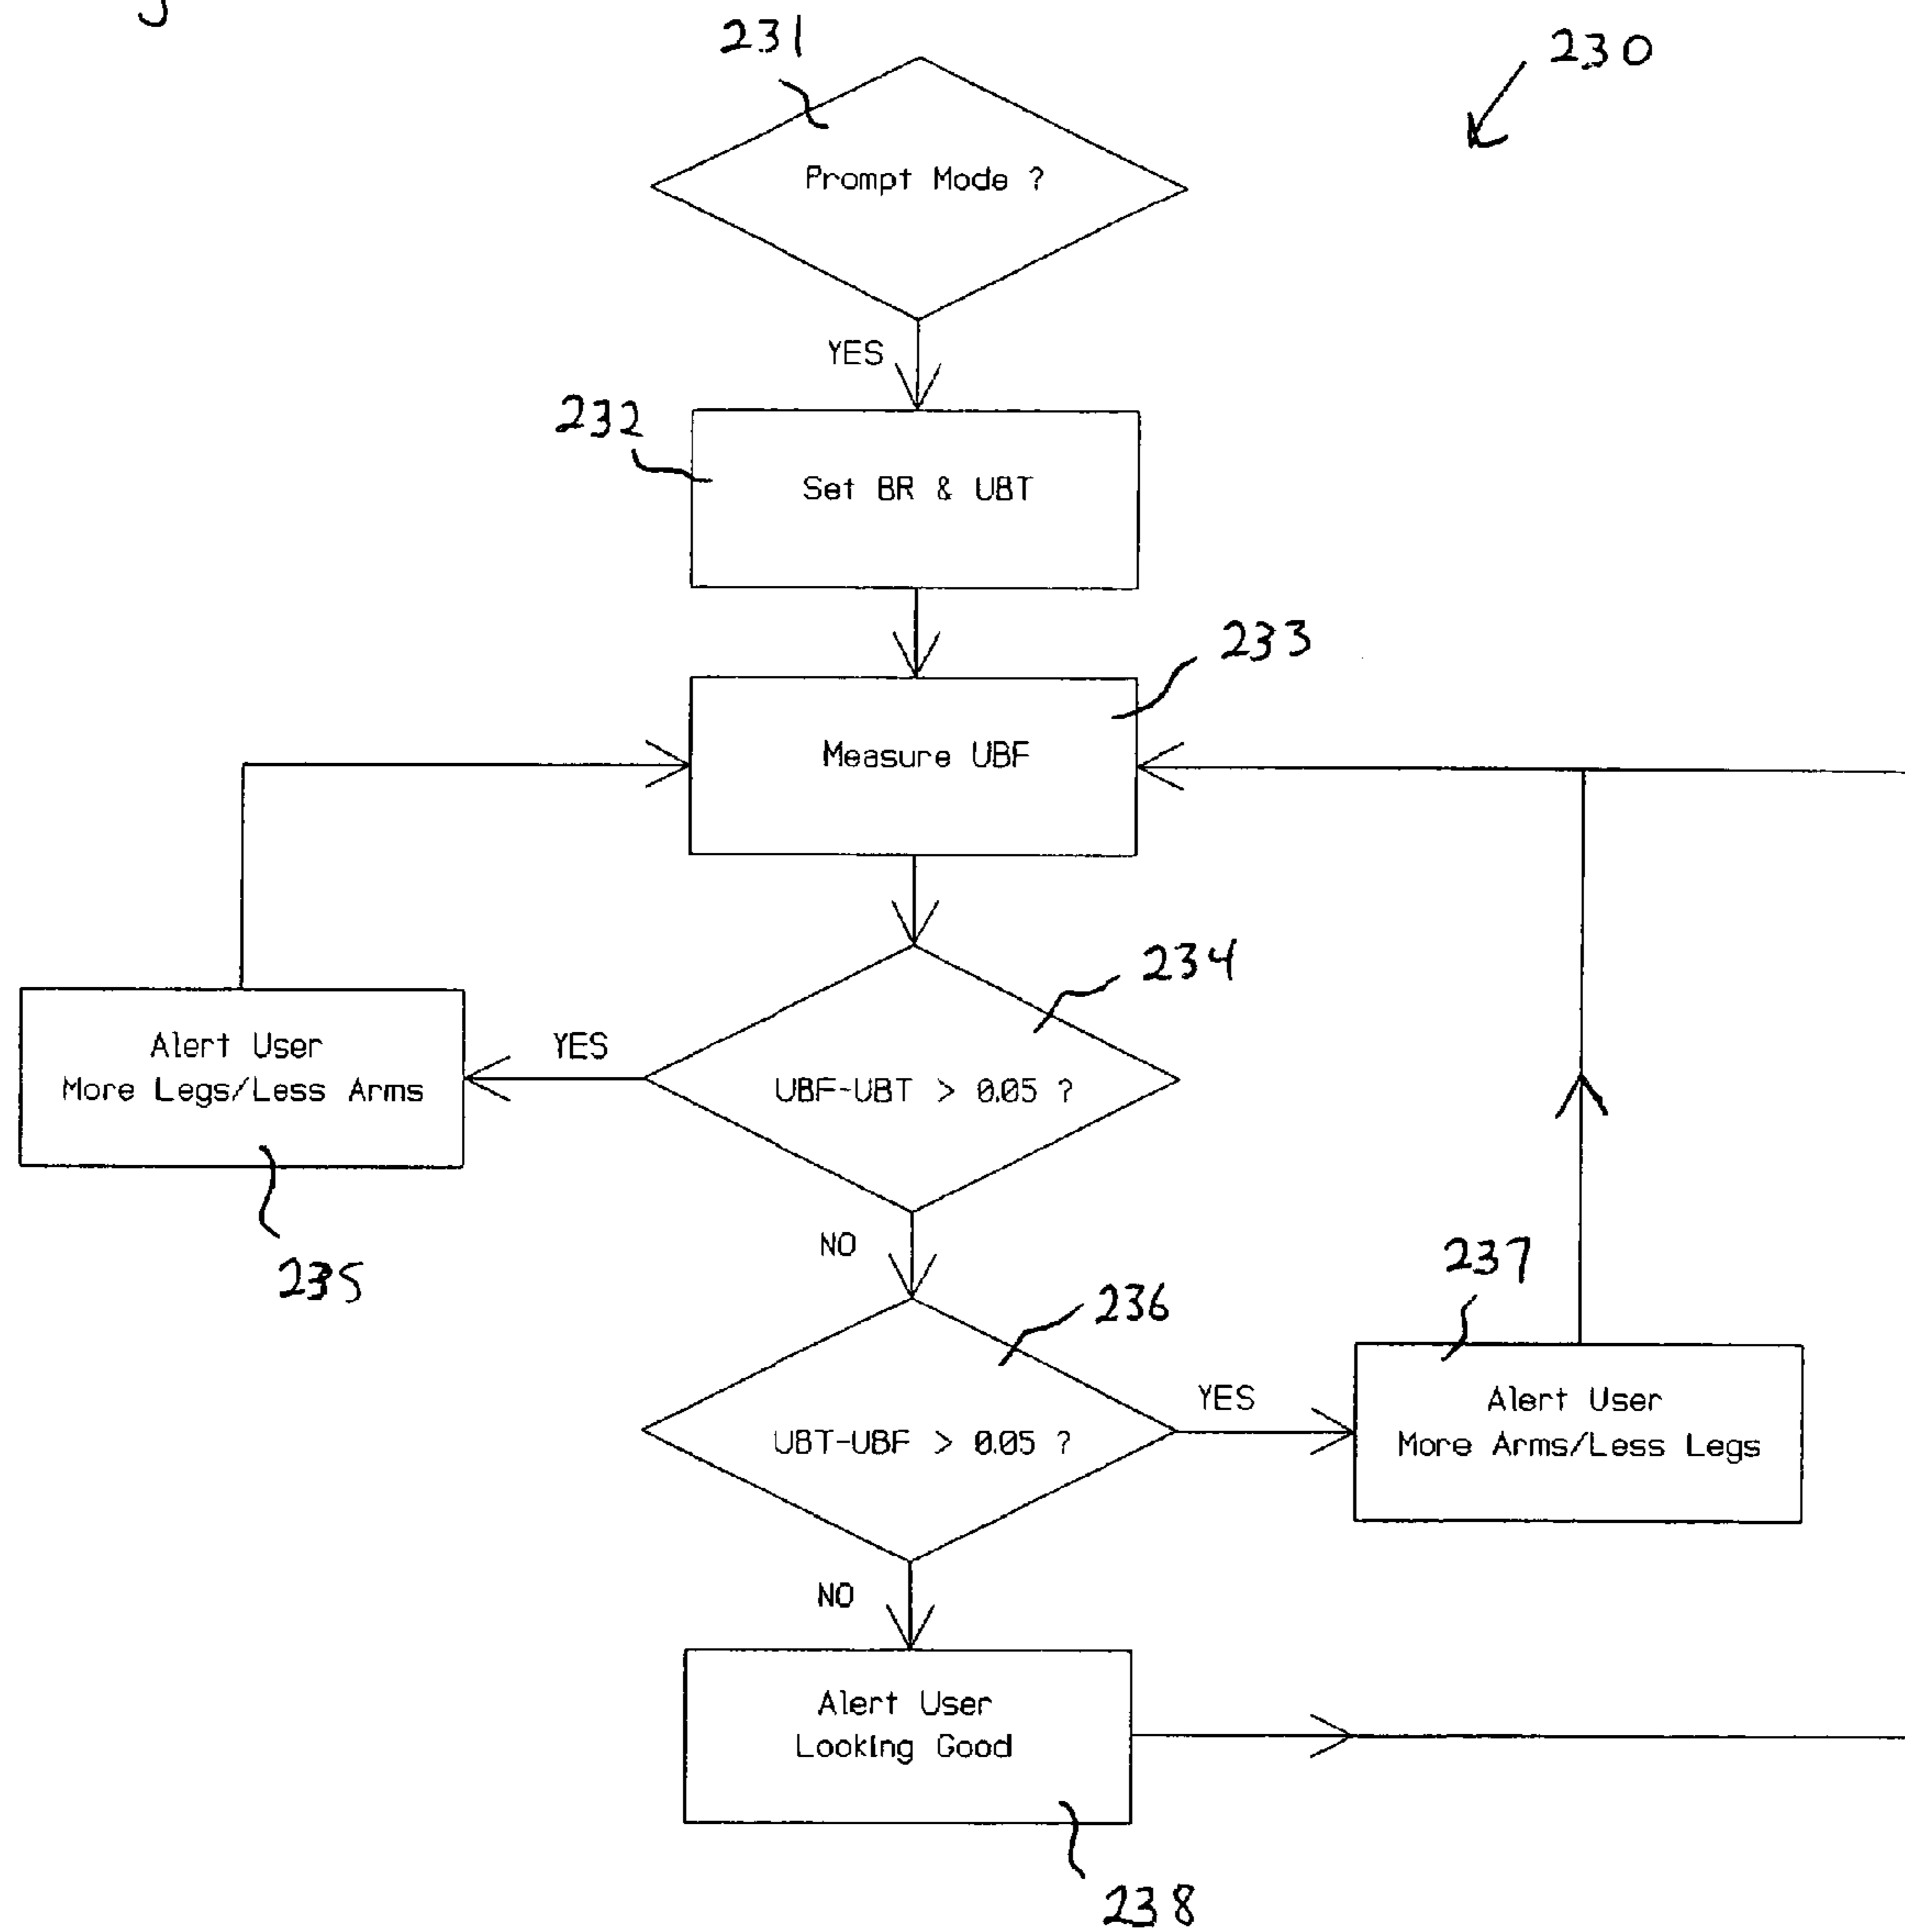 231
230
Prompt Mode ?
YES
232
Set BR & UBT
233
Measure UBF
234
Alert User
More Legs/Less Arms
YES
UBF-UBT > 0.05 ?
235
NO
237
236
UBT-UBF > 0.05 ?
YES
Alert User
More Arms/Less Legs
NO
Alert User
Looking Good
238